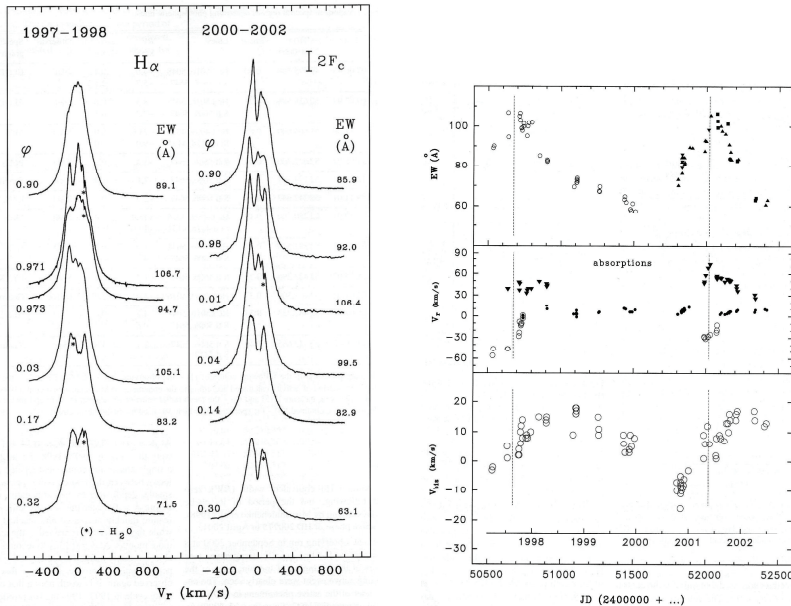 1997-1998
2000-2002
Hα
2Fc
φ
EW
(Å)
φ
EW
(Å)
0.90
89.1
*
*
0.971
106.7
0.973
94.7
0.03
105.1
*
0.17
83.2
*
0.32
71.5
(*) - H₂O
0.90
85.9
0.98
92.0
*
0.01
106.4
0.04
99.5
0.14
82.9
0.30
63.1
-400 0 400
-400 0 400 800
Vr (km/s)
EW (Å)
100
80
60
absorptions
Vr (km/s)
90
60
30
0
-30
-60
Vis (km/s)
20
10
0
-10
-20
-30
1998 1999 2000 2001 2002
50500 51000 51500 52000 52500
JD (2400000 + ...)